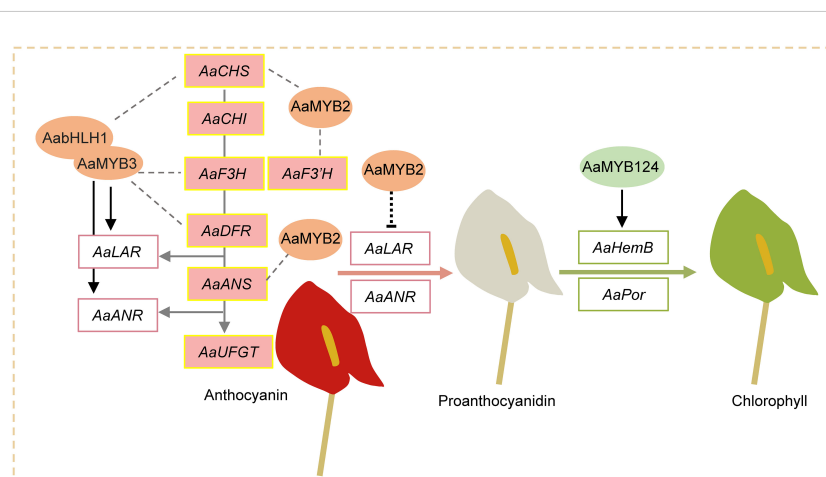 AaCHS
AaMYB2
AaCHI
AabHLH1
AaMYB3
AaF3H
AaF3’H
AaMYB2
AaMYB124
AaDFR
AaMYB2
AaLAR
AaLAR
AaHemB
AaANS
AaANR
AaPor
AaANR
AaUFGT
Anthocyanin
Proanthocyanidin
Chlorophyll